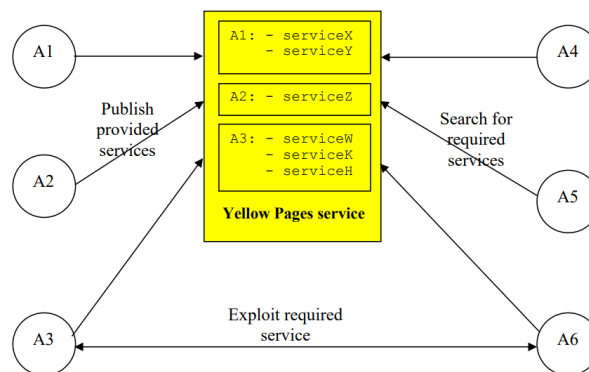 A1
A1: - serviceX
- serviceY
A4
A2: - serviceZ
Publish
provided
services
Search for
required
services
A3: - serviceW
- serviceK
- serviceH
A2
A5
Yellow Pages service
Exploit required
service
A3
A6